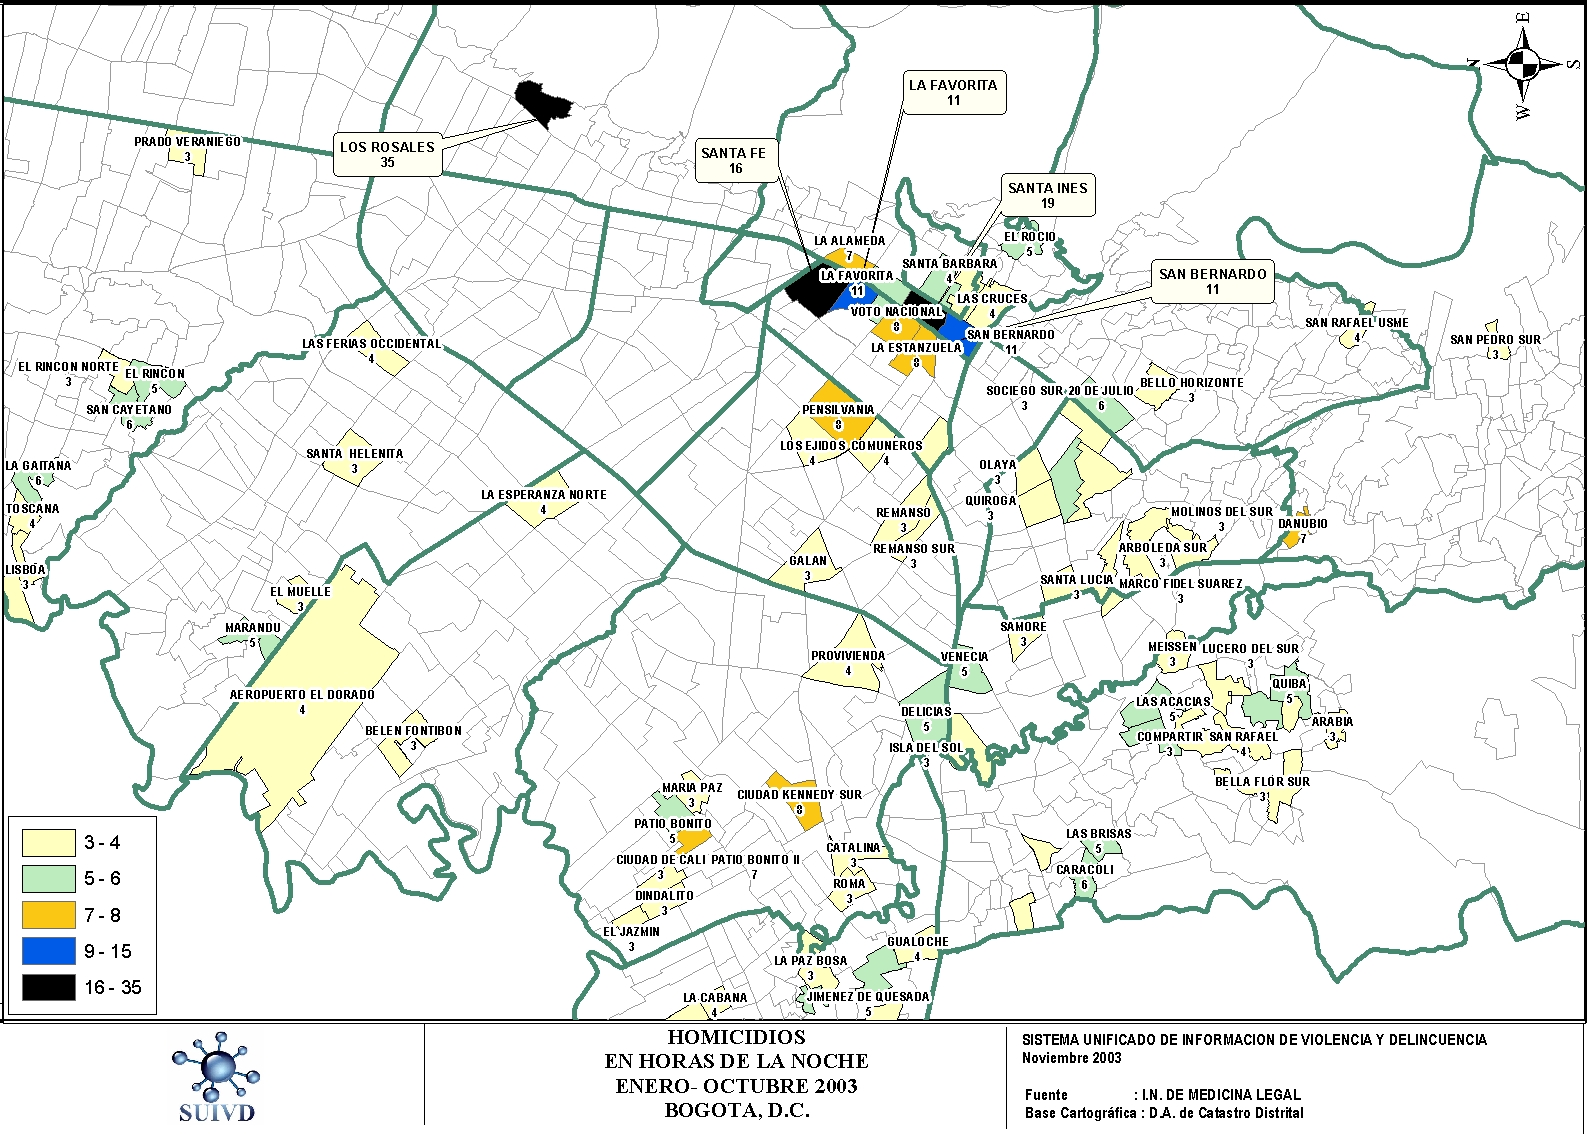 E
N
S
W
LA FAVORITA
11
PRADO VERANIEGO
3
LOS ROSALES
35
SANTA FE
16
SANTA INES
19
LA ALAMEDA
7
EL ROCIO
5
SANTA BARBARA
4
LA FAVORITA
11
SAN BERNARDO
11
LAS CRUCES
4
VOTO NACIONAL
8
SAN BERNARDO
11
LA ESTANZUELA
8
SAN RAFAEL USME
4
SAN PEDRO SUR
3
LAS FERIAS OCCIDENTAL
4
EL RINCON NORTE
3
EL RINCON
5
SAN CAYETANO
6
SOCIEGO SUR
3
20 DE JULIO
6
BELLO HORIZONTE
3
PENSILVANIA
8
LOS EJIDOS
4
COMUNEROS
4
SANTA HELENITA
3
LA GAITANA
6
TOSCANA
4
LISBOA
3
LA ESPERANZA NORTE
4
OLAYA
3
QUIROGA
3
REMANSO
3
REMANSO SUR
3
MOLINOS DEL SUR
3
DANUBIO
7
ARBOLEDA SUR
3
GALAN
3
SANTA LUCIA
3
MARCO FIDEL SUAREZ
3
EL MUELLE
3
MARANDU
5
SAMORE
3
PROVIVIENDA
4
VENECIA
5
MEISSEN
3
LUCERO DEL SUR
3
AEROPUERTO EL DORADO
4
QUIBA
5
LAS ACACIAS
5
DELICIAS
5
ARABIA
3
BELEN FONTIBON
3
ISLA DEL SOL
3
COMPARTIR
3
SAN RAFAEL
4
BELLA FLOR SUR
3
MARIA PAZ
3
CIUDAD KENNEDY SUR
8
PATIO BONITO
5
LAS BRISAS
5
CATALINA
3
CIUDAD DE CALI
3
PATIO BONITO II
7
CARACOLI
6
ROMA
3
DINDALITO
3
EL JAZMIN
3
GUALOCHE
4
LA PAZ BOSA
3
LA CABANA
4
JIMENEZ DE QUESADA
5
3 - 4
5 - 6
7 - 8
9 - 15
16 - 35
SUIVD
HOMICIDIOS
EN HORAS DE LA NOCHE
ENERO- OCTUBRE 2003
BOGOTA, D.C.
SISTEMA UNIFICADO DE INFORMACION DE VIOLENCIA Y DELINCUENCIA
Noviembre 2003
Fuente : I.N. DE MEDICINA LEGAL
Base Cartográfica : D.A. de Catastro Distrital